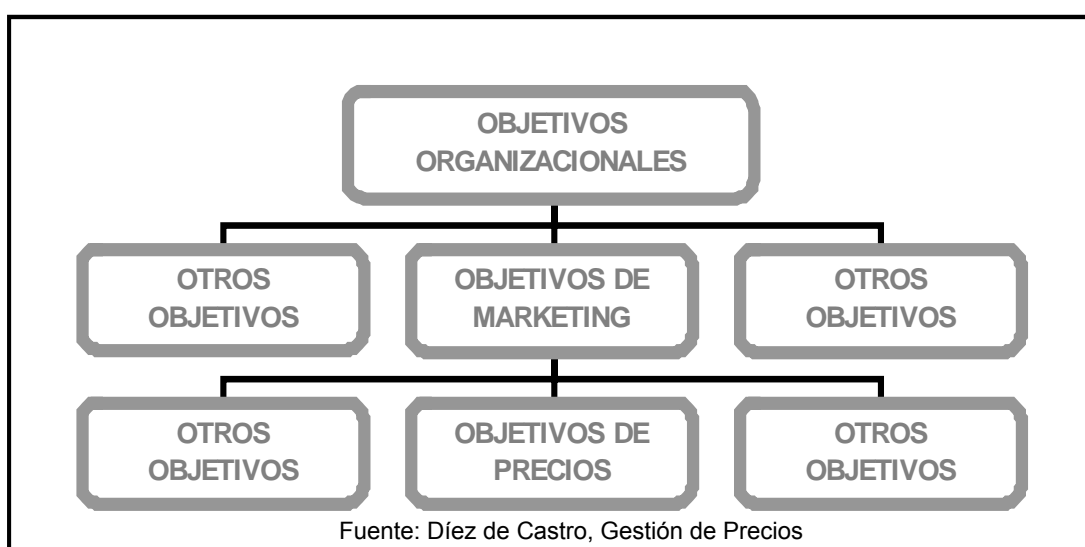 OBJETIVOS
ORGANIZACIONALES
OTROS
OBJETIVOS
OBJETIVOS DE
MARKETING
OTROS
OBJETIVOS
OTROS
OBJETIVOS
OBJETIVOS DE
PRECIOS
OTROS
OBJETIVOS
Fuente: Díez de Castro, Gestión de Precios